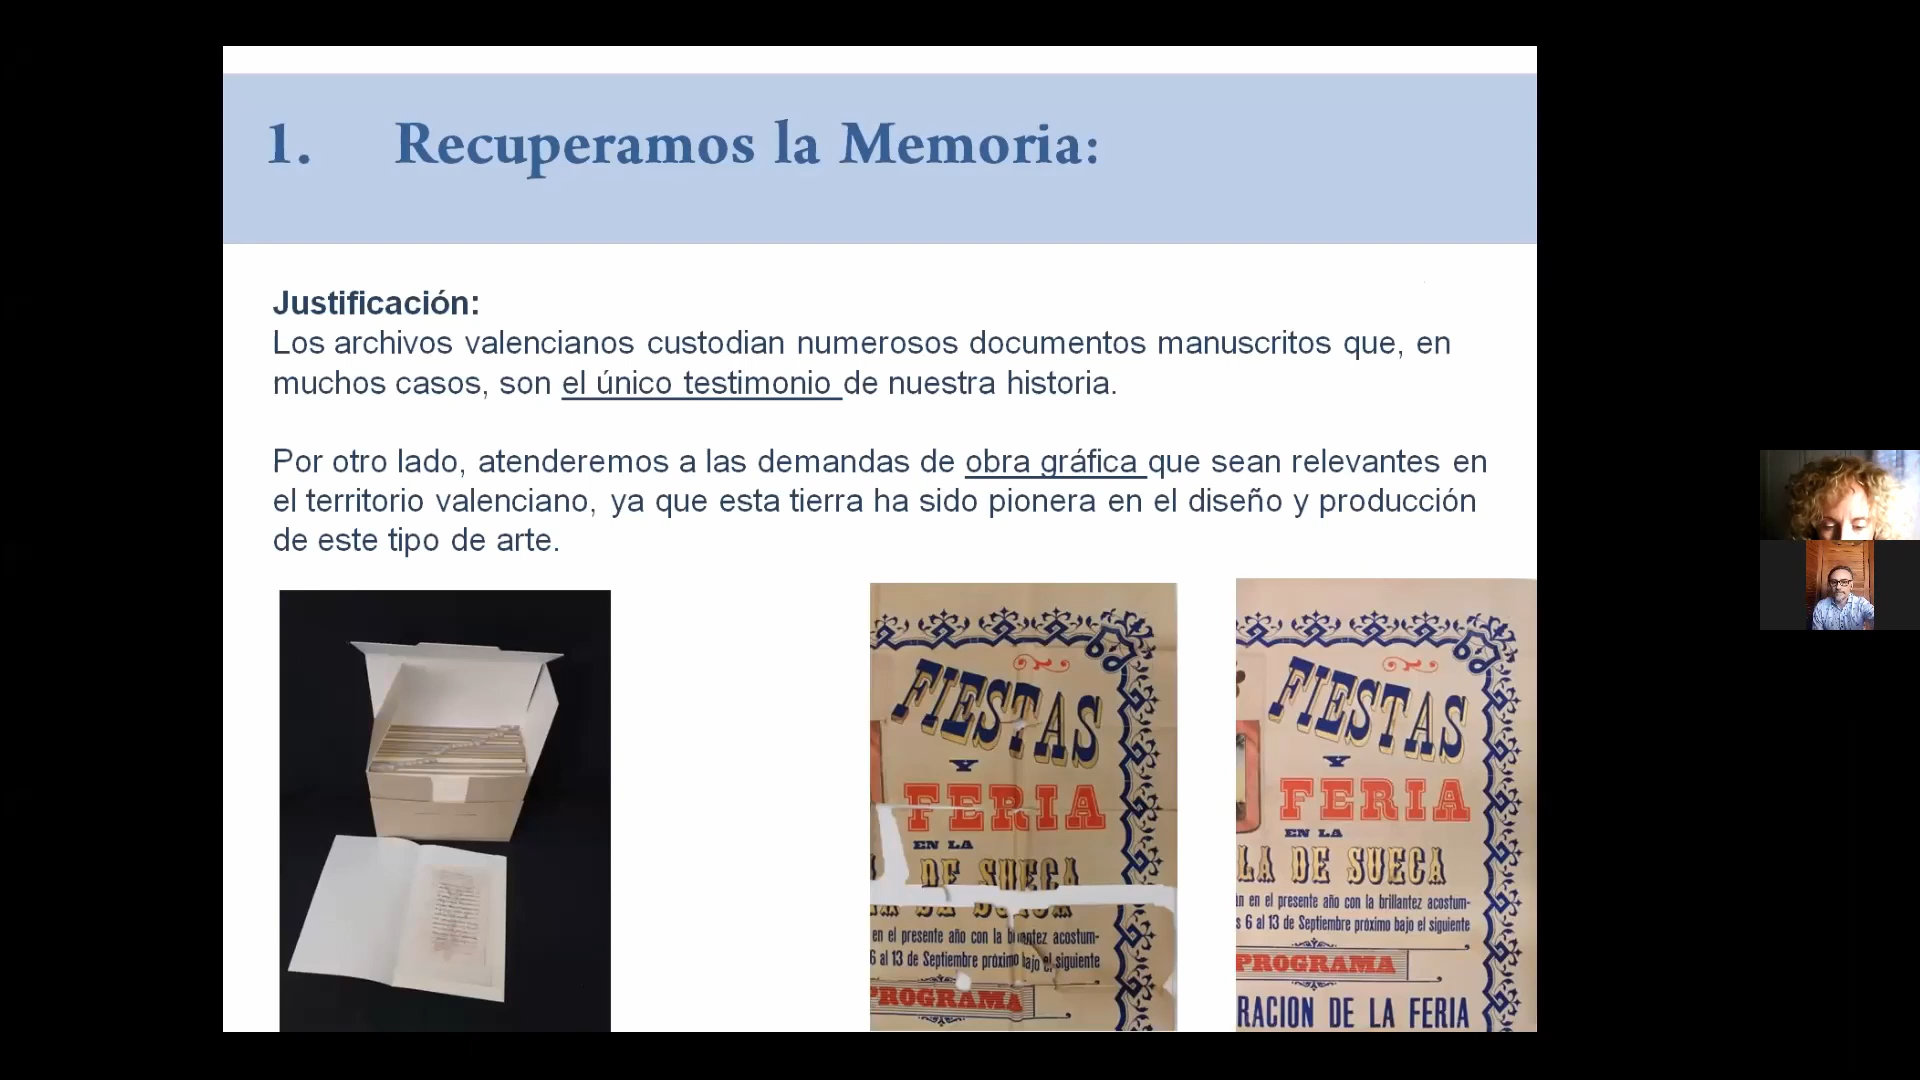 1. Recuperamos la Memoria:
Justificación:
Los archivos valencianos custodian numerosos documentos manuscritos que, en
muchos casos, son el único testimonio de nuestra historia.
Por otro lado, atenderemos a las demandas de obra gráfica que sean relevantes en
el territorio valenciano, ya que esta tierra ha sido pionera en el diseño y producción
de este tipo de arte.
FIESTAS
Y
FERIA
EN LA
DE SUECA
en el presente año con la brillantez acostum-
6 al 13 de Septiembre próximo bajo el siguiente
PROGRAMA
FIESTAS
Y
FERIA
EN LA
LA DE SUECA
an en el presente año con la brillantez acostum-
s 6 al 13 de Septiembre próximo bajo el siguiente
PROGRAMA
RACION DE LA FERIA